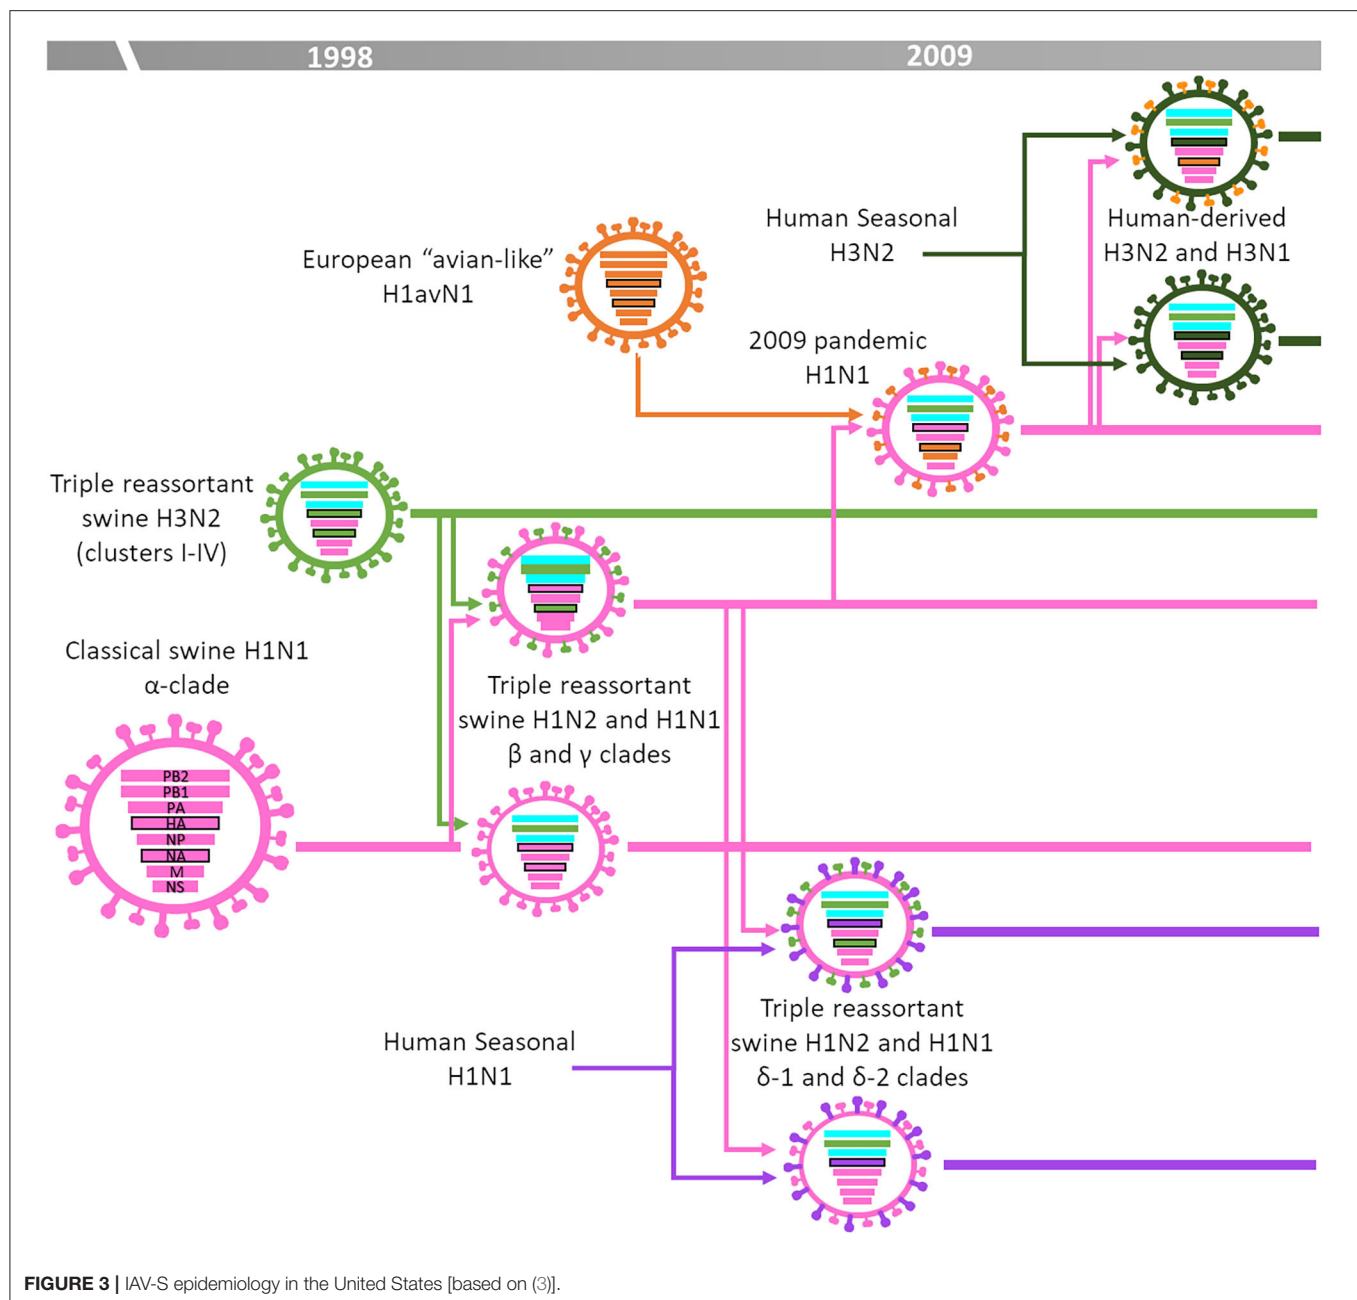 1998
2009
Human Seasonal
H3N2
Human-derived
H3N2 and H3N1
European “avian-like”
H1avN1
2009 pandemic
H1N1
Triple reassortant
swine H3N2
(clusters I-IV)
Classical swine H1N1
α-clade
PB2
PB1
PA
HA
NP
NA
M
NS
Triple reassortant
swine H1N2 and H1N1
β and γ clades
Human Seasonal
H1N1
Triple reassortant
swine H1N2 and H1N1
δ-1 and δ-2 clades
FIGURE 3 | IAV-S epidemiology in the United States [based on (3)].